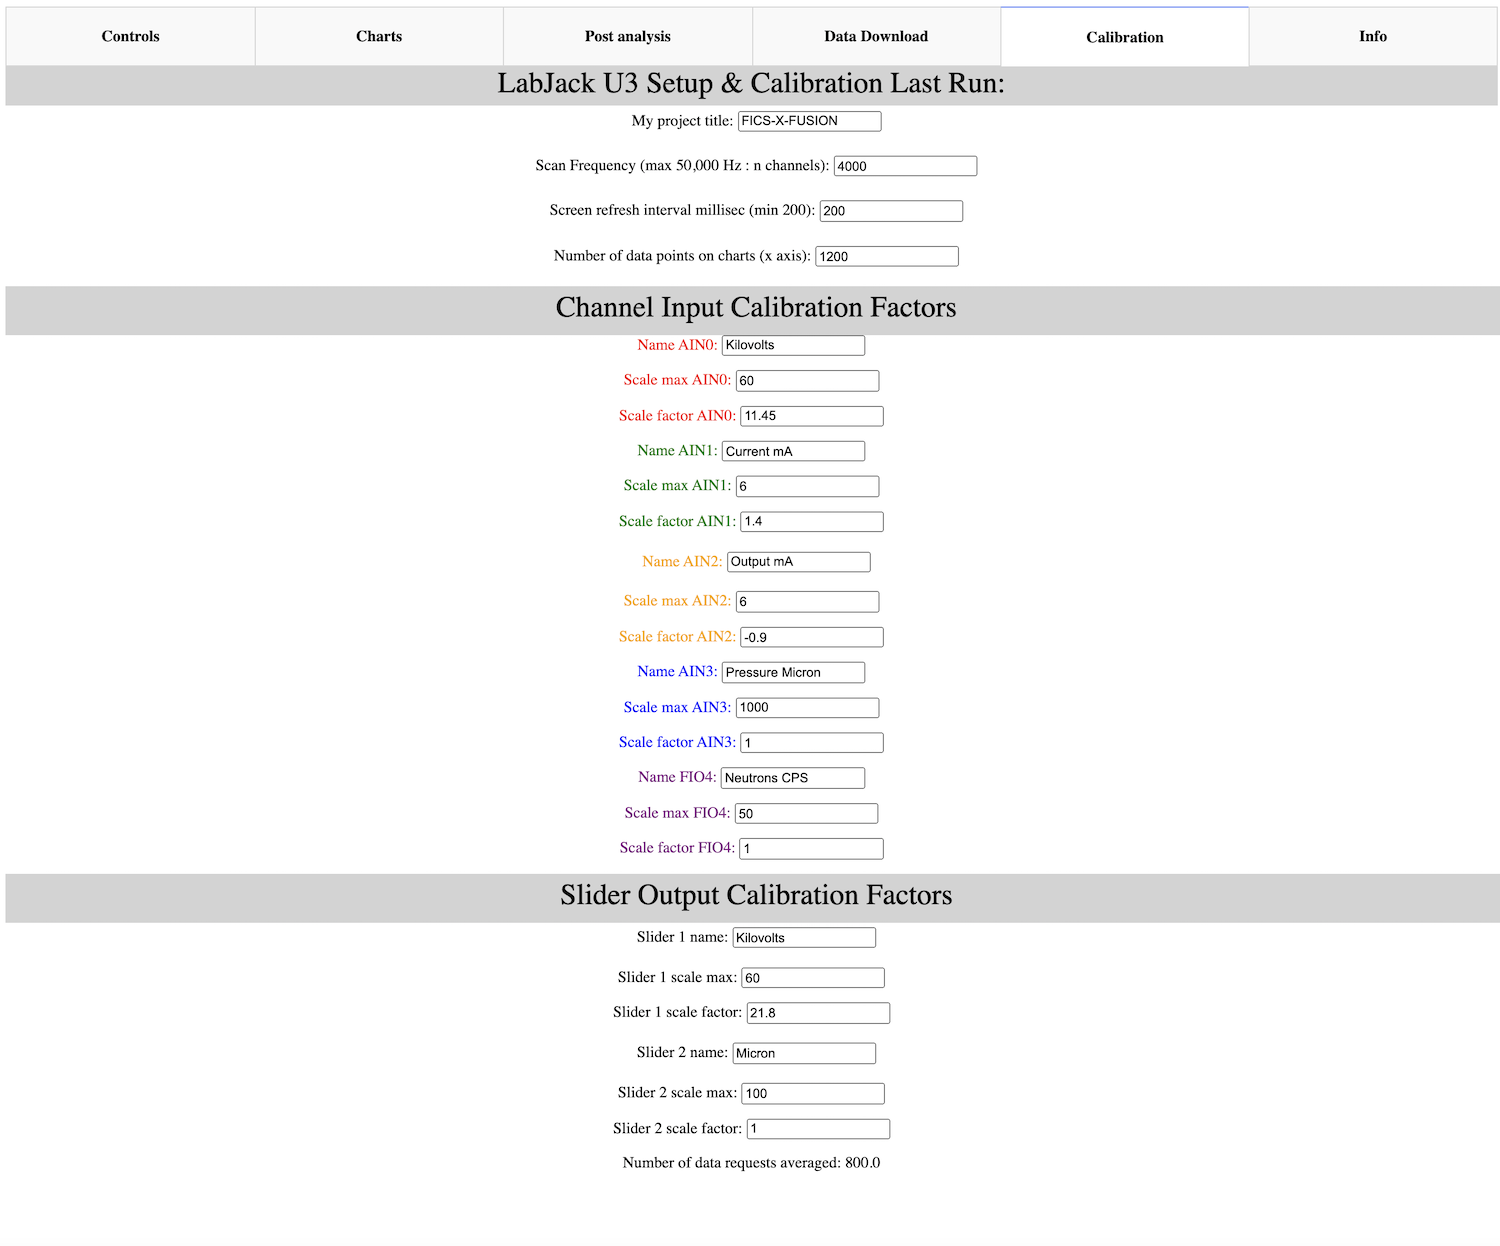 Controls Charts Post analysis Data Download Calibration Info
LabJack U3 Setup & Calibration Last Run:
My project title: FICS-X-FUSION
Scan Frequency (max 50,000 Hz : n channels): 4000
Screen refresh interval millisec (min 200): 200
Number of data points on charts (x axis): 1200
Channel Input Calibration Factors
Name AIN0: Kilovolts
Scale max AIN0: 60
Scale factor AIN0: 11.45
Name AIN1: Current mA
Scale max AIN1: 6
Scale factor AIN1: 1.4
Name AIN2: Output mA
Scale max AIN2: 6
Scale factor AIN2: -0.9
Name AIN3: Pressure Micron
Scale max AIN3: 1000
Scale factor AIN3: 1
Name FIO4: Neutrons CPS
Scale max FIO4: 50
Scale factor FIO4: 1
Slider Output Calibration Factors
Slider 1 name: Kilovolts
Slider 1 scale max: 60
Slider 1 scale factor: 21.8
Slider 2 name: Micron
Slider 2 scale max: 100
Slider 2 scale factor: 1
Number of data requests averaged: 800.0